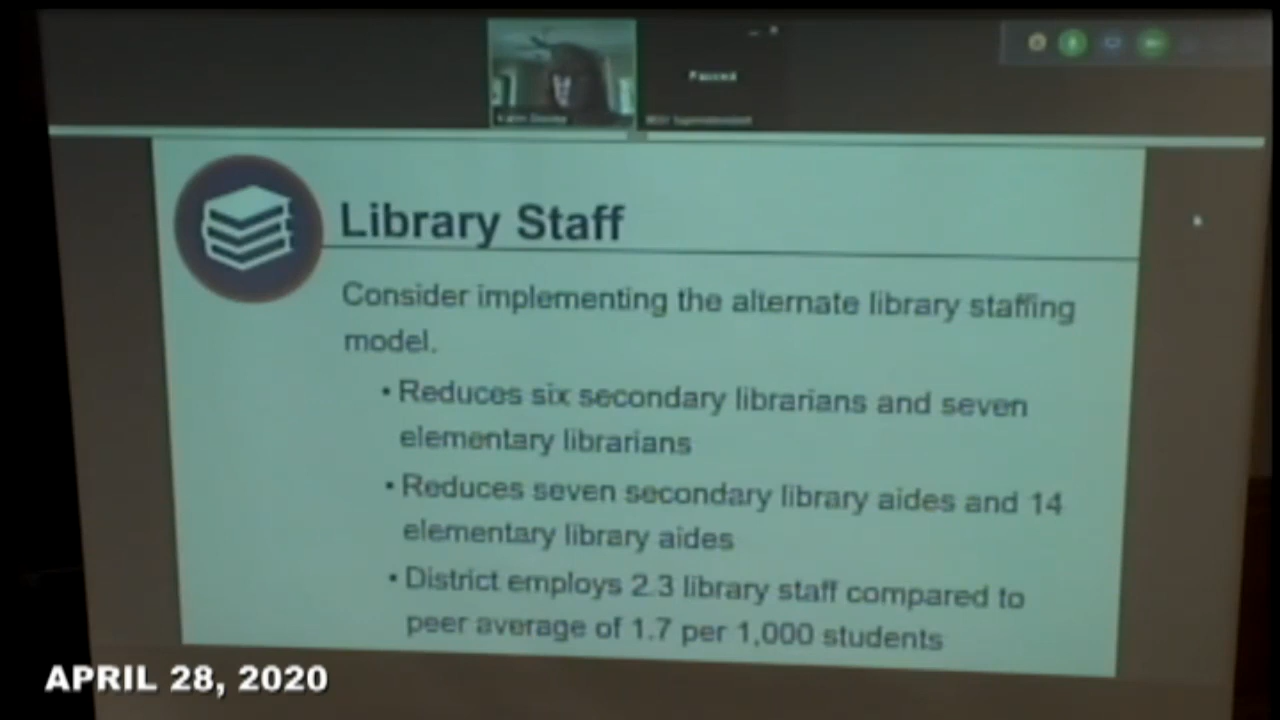 Paused
Library Staff
Consider implementing the alternate library staffing
model.
• Reduces six secondary librarians and seven
elementary librarians
• Reduces seven secondary library aides and 14
elementary library aides
• District employs 2.3 library staff compared to
peer average of 1.7 per 1,000 students
APRIL 28, 2020